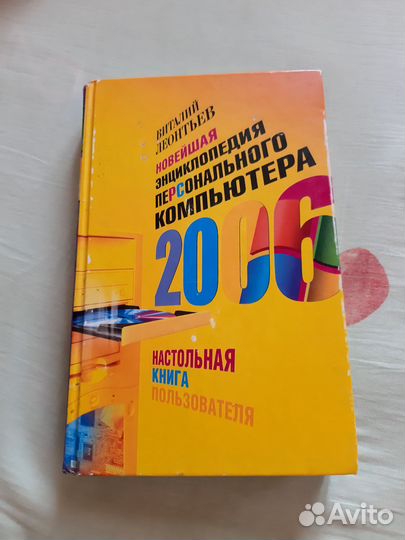 ВИТАЛИЙ
ЛЕОНТЬЕВ
НОВЕЙШАЯ
ЭНЦИКЛОПЕДИЯ
ПЕРСОНАЛЬНОГО
КОМПЬЮТЕРА
2006
НАСТОЛЬНАЯ
КНИГА
ПОЛЬЗОВАТЕЛЯ
Avito